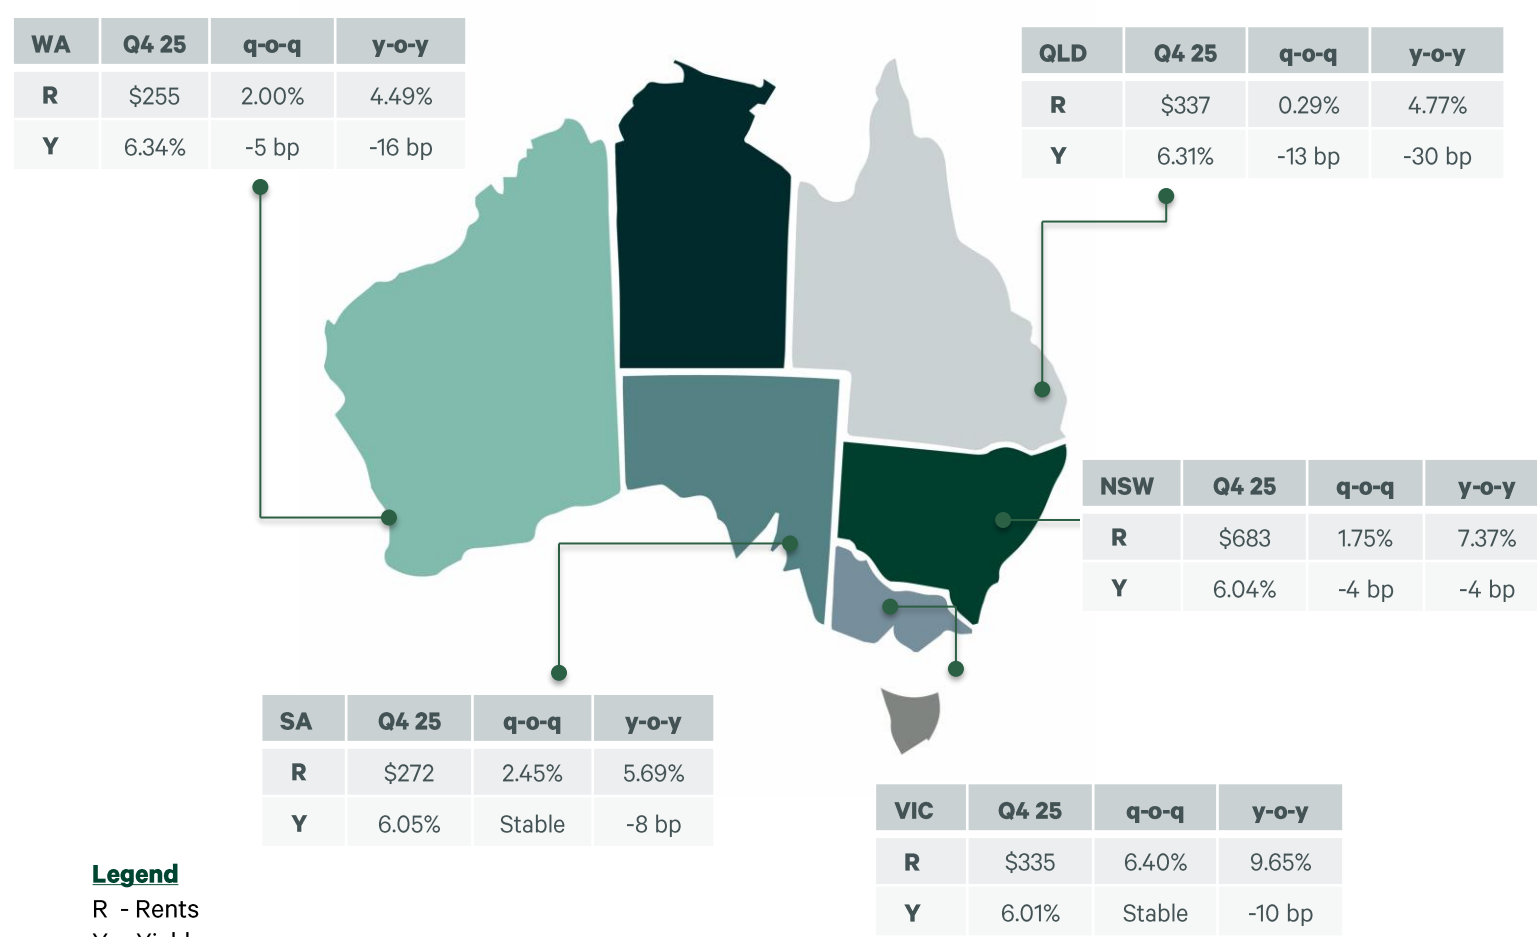 WA Q4 25 q-o-q y-o-y
R $255 2.00% 4.49%
Y 6.34% -5 bp -16 bp
QLD Q4 25 q-o-q y-o-y
R $337 0.29% 4.77%
Y 6.31% -13 bp -30 bp
NSW Q4 25 q-o-q y-o-y
R $683 1.75% 7.37%
Y 6.04% -4 bp -4 bp
SA Q4 25 q-o-q y-o-y
R $272 2.45% 5.69%
Y 6.05% Stable -8 bp
VIC Q4 25 q-o-q y-o-y
R $335 6.40% 9.65%
Y 6.01% Stable -10 bp
Legend
R - Rents